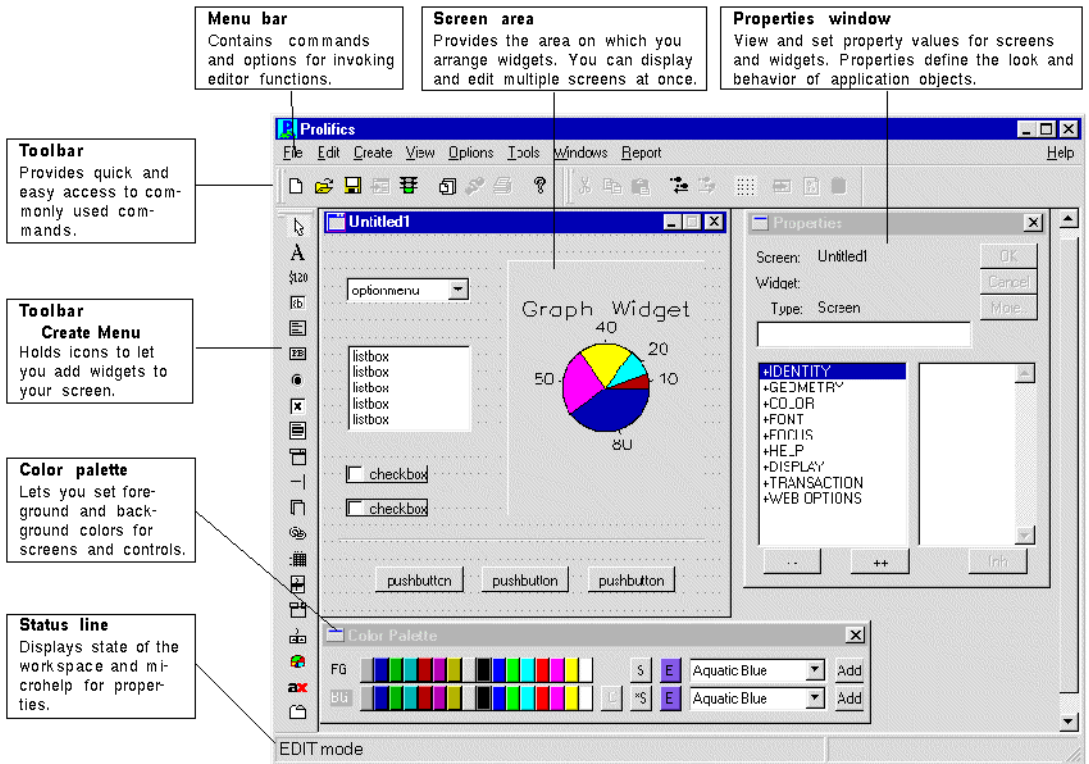 Menu bar
Contains commands
and options for invoking
editor functions.
Screen area
Provides the area on which you
arrange widgets. You can display
and edit multiple screens at once.
Properties window
View and set property values for screens
and widgets. Properties define the look and
behavior of application objects.
Toolbar
Provides quick and
easy access to com-
monly used com-
mands.
Toolbar
Create Menu
Holds icons to let
you add widgets to
your screen.
Color palette
Lets you set fore-
ground and back-
ground colors for
screens and controls.
Status line
Displays state of the
workspace and mi-
crohelp for proper-
ties.
Prolifics
File Edit Create View Options Tools Windows Report Help
Untitled1
optionmenu
listbox
listbox
listbox
listbox
listbox
checkbox
checkbox
Graph Widget
40
20
50
10
80
pushbutton pushbutton pushbutton
Properties
Screen: Untitled1
Widget:
Type: Screen
OK
Cancel
More...
+IDENTITY
+GEOMETRY
+COLOR
+FONT
+FOCUS
+HELP
+DISPLAY
+TRANSACTION
+WEB OPTIONS
-- ++ Inh
A
$120
Color Palette
FG S E Aquatic Blue Add
BG C *S E Aquatic Blue Add
ax
EDIT mode